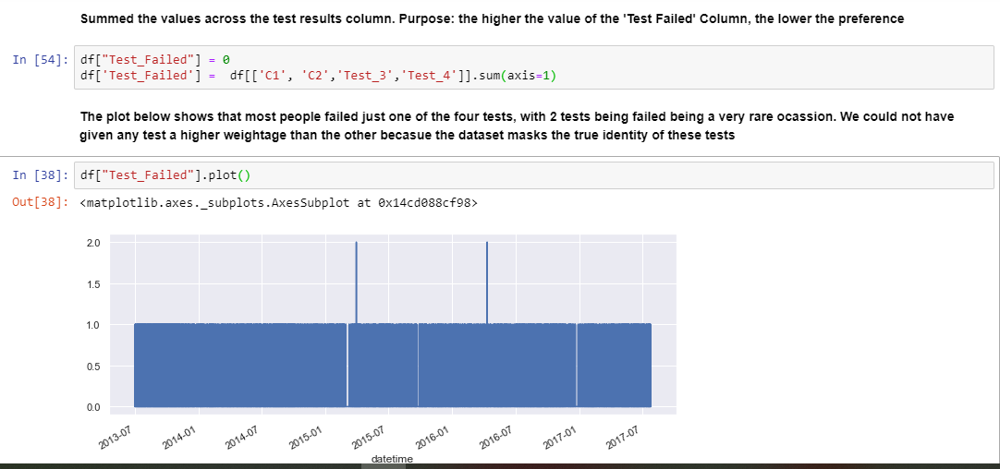 Summed the values across the test results column. Purpose: the higher the value of the 'Test Failed' Column, the lower the preference
In [54]: df["Test_Failed"] = 0
df['Test_Failed'] =  df[['C1', 'C2','Test_3','Test_4']].sum(axis=1)
The plot below shows that most people failed just one of the four tests, with 2 tests being failed being a very rare ocassion. We could not have
given any test a higher weightage than the other becasue the dataset masks the true identity of these tests
In [38]: df["Test_Failed"].plot()
Out[38]: <matplotlib.axes._subplots.AxesSubplot at 0x14cd088cf98>
2.0
1.5
1.0
0.5
0.0
2013-07 2014-01 2014-07 2015-01 2015-07 2016-01 2016-07 2017-01 2017-07
datetime